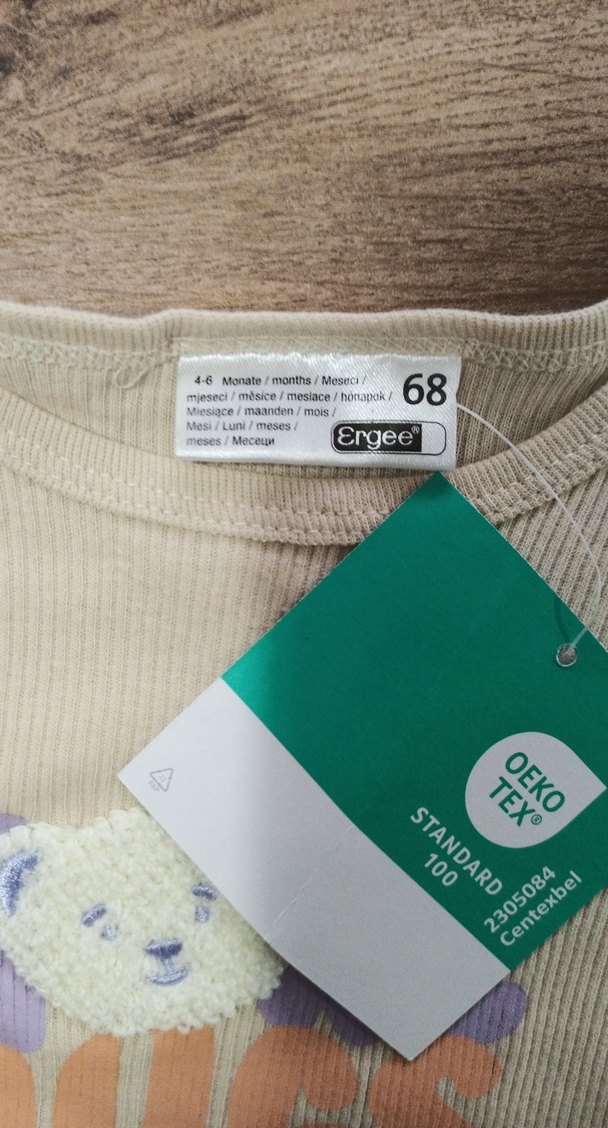 4-6 Monate / months / Meseci /
mjeseci / měsíce / mesiace / hónapok /
Miesiące / maanden / mois /
Mesi / Luni / meses /
meses / Месеци
68
Ergee®
OEKO
TEX®
STANDARD
100
2305084
Centexbel